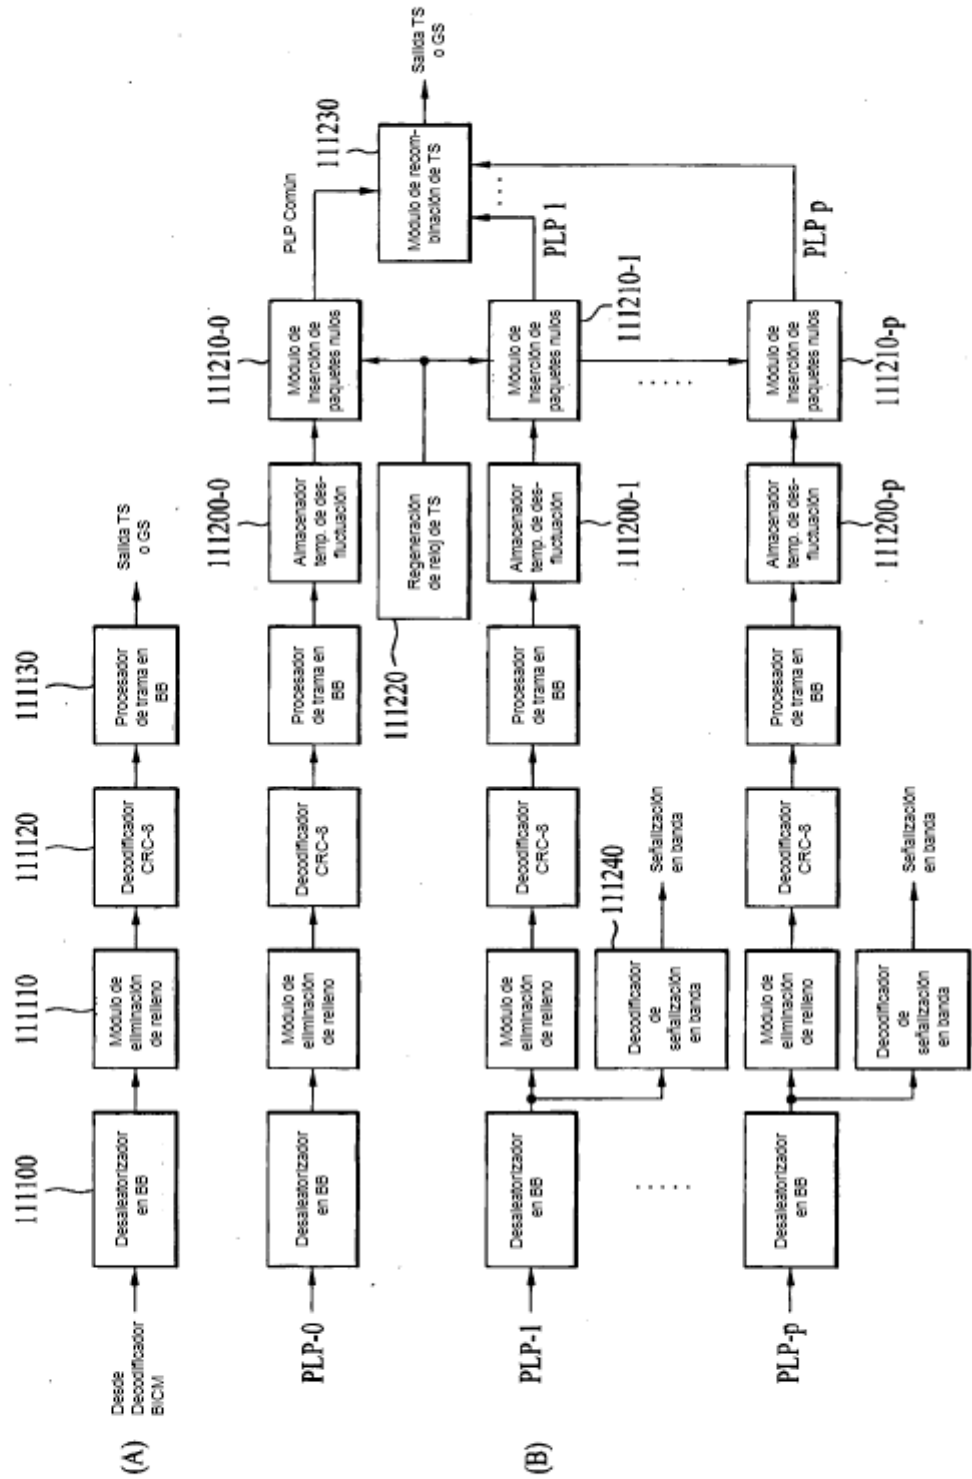 (A)
Desde
Decodificador
BICM
111100
Desaleatorizador
en BB
111110
Módulo de
eliminación
de relleno
111120
Decodificador
CRC-8
111130
Procesador
de trama en
BB
Salida TS
o GS
(B)
PLP-0
Desaleatorizador
en BB
Módulo de
eliminación
de relleno
Decodificador
CRC-8
Procesador
de trama en
BB
111200-0
Almacenador
temp. de des-
fluctuación
111210-0
Módulo de
inserción de
paquetes nulos
PLP Común
111230
Módulo de recom-
binación de TS
Salida TS
o GS
111220
Regeneración
de reloj de TS
PLP-1
Desaleatorizador
en BB
Módulo de
eliminación
de relleno
Decodificador
CRC-8
Procesador
de trama en
BB
Almacenador
temp. de des-
fluctuación
111200-1
Módulo de
inserción de
paquetes nulos
111210-1
PLP 1
111240
Decodificador
de
señalización
en banda
Señalización
en banda
PLP-p
Desaleatorizador
en BB
Módulo de
eliminación
de relleno
Decodificador
CRC-8
Procesador
de trama en
BB
Almacenador
temp. de des-
fluctuación
111200-p
Módulo de
inserción de
paquetes nulos
111210-p
PLP p
Decodificador
de
señalización
en banda
Señalización
en banda